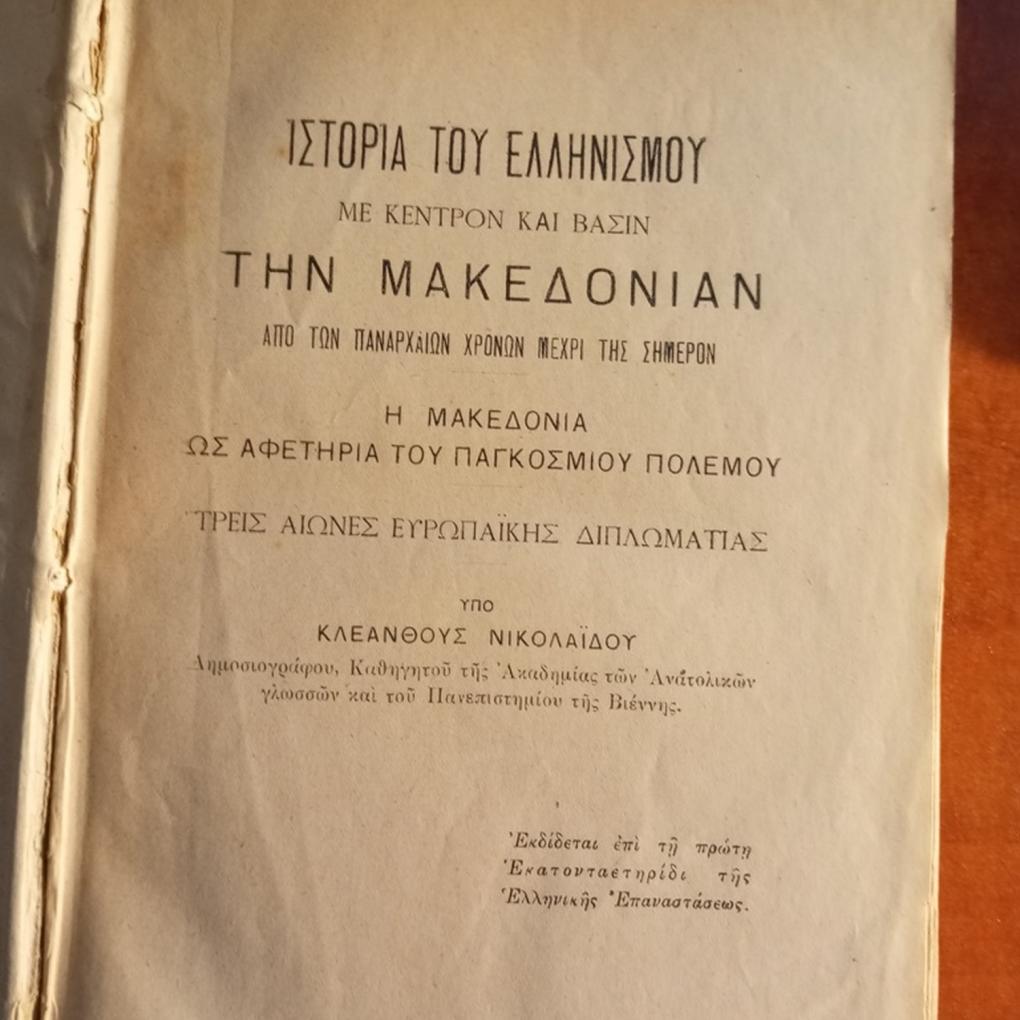 ἹΣΤΟΡΙΑ ΤΟΥ ΕΛΛΗΝΙΣΜΟΥ
ΜΕ ΚΕΝΤΡΟΝ ΚΑΙ ΒΑΣΙΝ
ΤΗΝ ΜΑΚΕΔΟΝΙΑΝ
ΑΠΟ ΤΩΝ ΠΑΝΑΡΧΑΙΩΝ ΧΡΟΝΩΝ ΜΕΧΡΙ ΤΗΣ ΣΗΜΕΡΟΝ
Η ΜΑΚΕΔΟΝΙΑ
ΩΣ ΑΦΕΤΗΡΙΑ ΤΟΥ ΠΑΓΚΟΣΜΙΟΥ ΠΟΛΕΜΟΥ
ΤΡΕΙΣ ΑΙΩΝΕΣ ΕΥΡΩΠΑΪΚΗΣ ΔΙΠΛΩΜΑΤΙΑΣ
ΥΠΟ
ΚΛΕΑΝΘΟΥΣ ΝΙΚΟΛΑΪΔΟΥ
Δημοσιογράφου, Καθηγητοῦ τῆς Ἀκαδημίας τῶν Ἀνατολικῶν
γλωσσῶν καὶ τοῦ Πανεπιστημίου τῆς Βιέννης.
Ἐκδίδεται ἐπὶ τῇ πρώτῃ
Ἑκατονταετηρίδι τῆς
Ἑλληνικῆς Ἐπαναστάσεως.